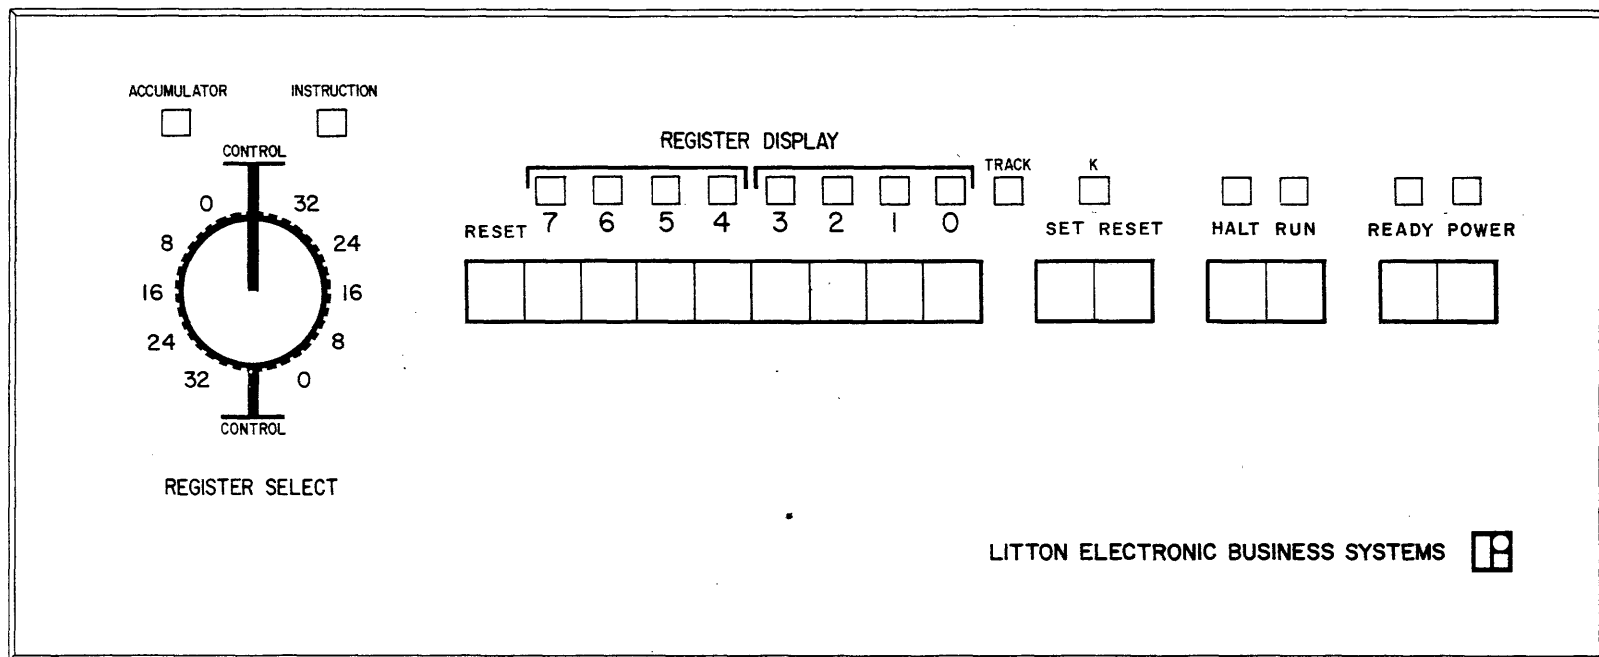 ACCUMULATOR INSTRUCTION
CONTROL
REGISTER DISPLAY
TRACK K
0 32
RESET 7 6 5 4 3 2 1 0 SET RESET HALT RUN READY POWER
8 24
16 16
24 8
32 0
CONTROL
REGISTER SELECT
LITTON ELECTRONIC BUSINESS SYSTEMS